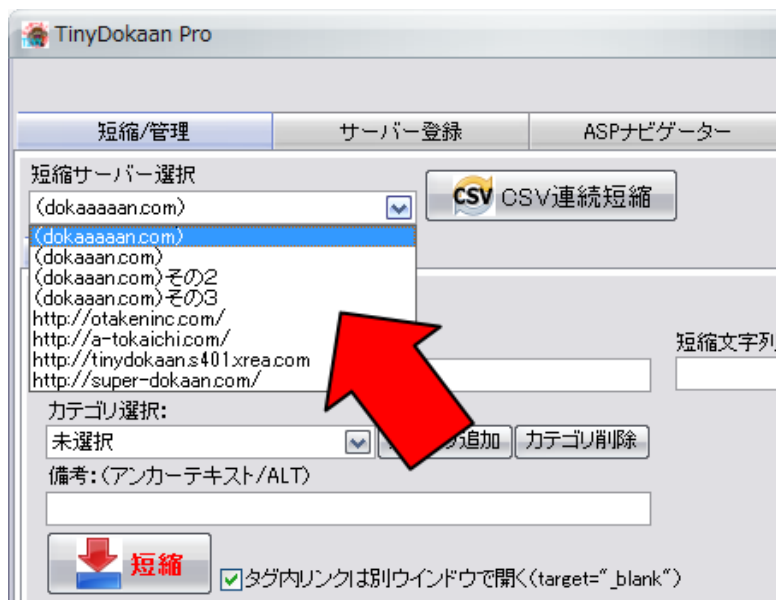 TinyDokaan Pro
短縮/管理
サーバー登録
ASPナビゲーター
短縮サーバー選択
(dokaaaaan.com)
CSV CSV連続短縮
(dokaaaaan.com)
(dokaaan.com)
(dokaaan.com)その2
(dokaaan.com)その3
http://otakeninc.com/
http://a-tokaichi.com/
http://tinydokaan.s401.xrea.com
http://super-dokaan.com/
短縮文字列
カテゴリ選択:
未選択
追加
カテゴリ削除
備考:(アンカーテキスト/ALT)
短縮
タグ内リンクは別ウインドウで開く(target="_blank")